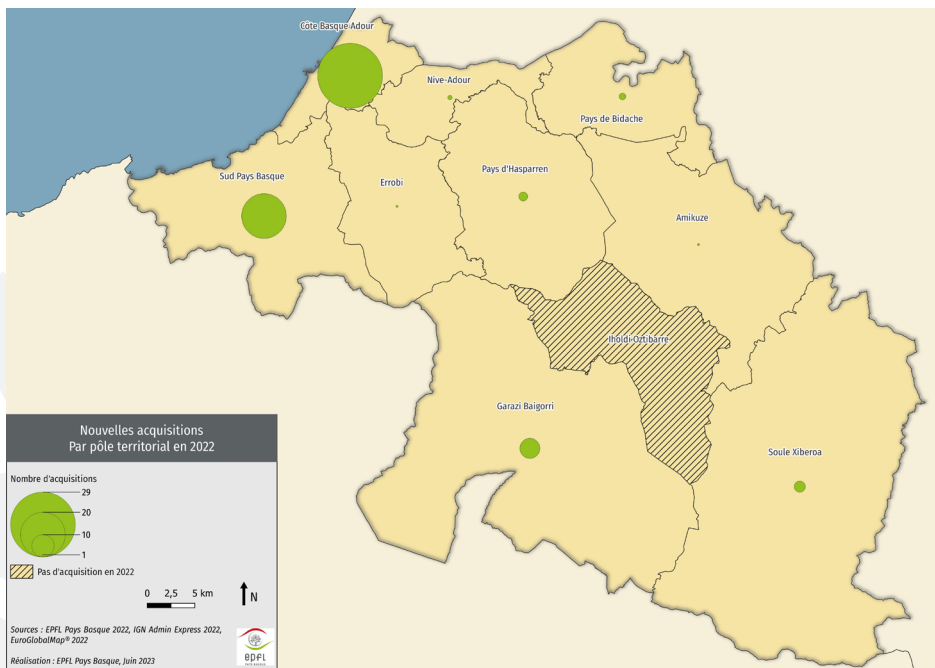 Côte Basque Adour
Nive-Adour
Pays de Bidache
Sud Pays Basque
Errobi
Pays d'Hasparren
Amikuze
Iholdi-Oztibarre
Garazi Baigorri
Soule Xiberoa
Nouvelles acquisitions
Par pôle territorial en 2022
Nombre d'acquisitions
29
20
10
1
Pas d'acquisition en 2022
0 2,5 5 km
N
Sources : EPFL Pays Basque 2022, IGN Admin Express 2022,
EuroGlobalMap® 2022
Réalisation : EPFL Pays Basque, Juin 2023
epfl
PAYS BASQUE